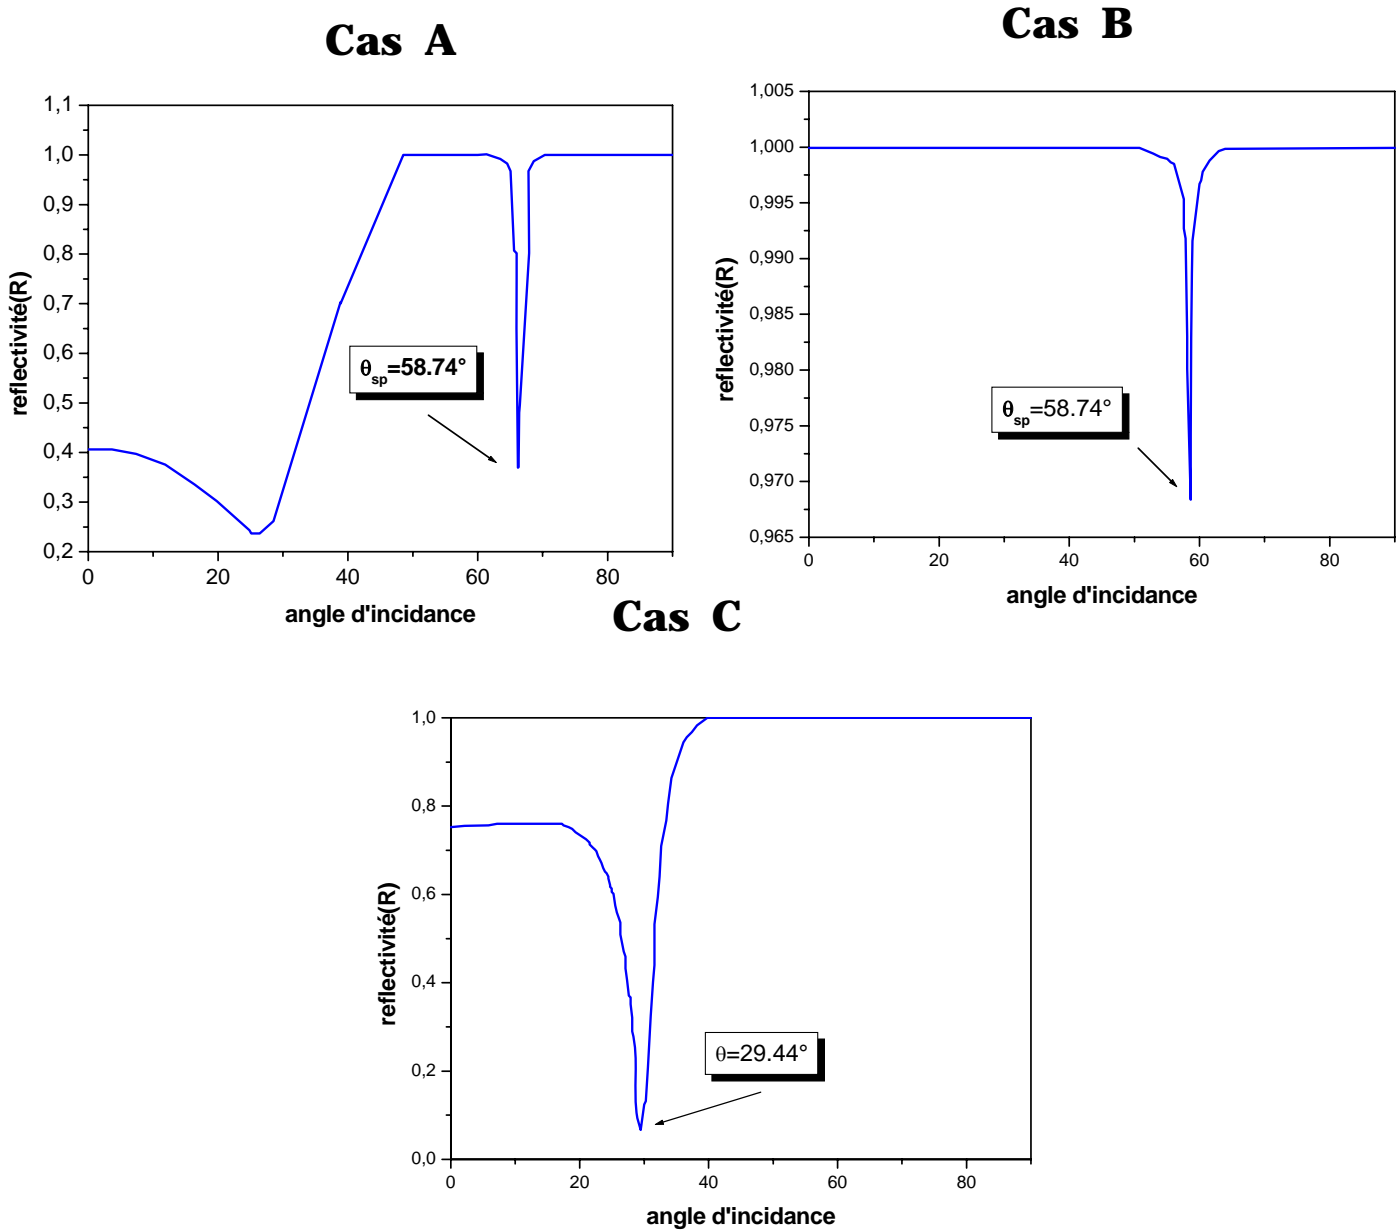 Cas A
1,1
1,0
0,9
0,8
0,7
0,6
0,5
0,4
0,3
0,2
reflectivité(R)
θsp=58.74°
0 20 40 60 80
angle d'incidance
Cas B
1,005
1,000
0,995
0,990
0,985
0,980
0,975
0,970
0,965
reflectivité(R)
θsp=58.74°
0 20 40 60 80
angle d'incidance
Cas C
1,0
0,8
0,6
0,4
0,2
0,0
reflectivité(R)
θ=29.44°
0 20 40 60 80
angle d'incidance